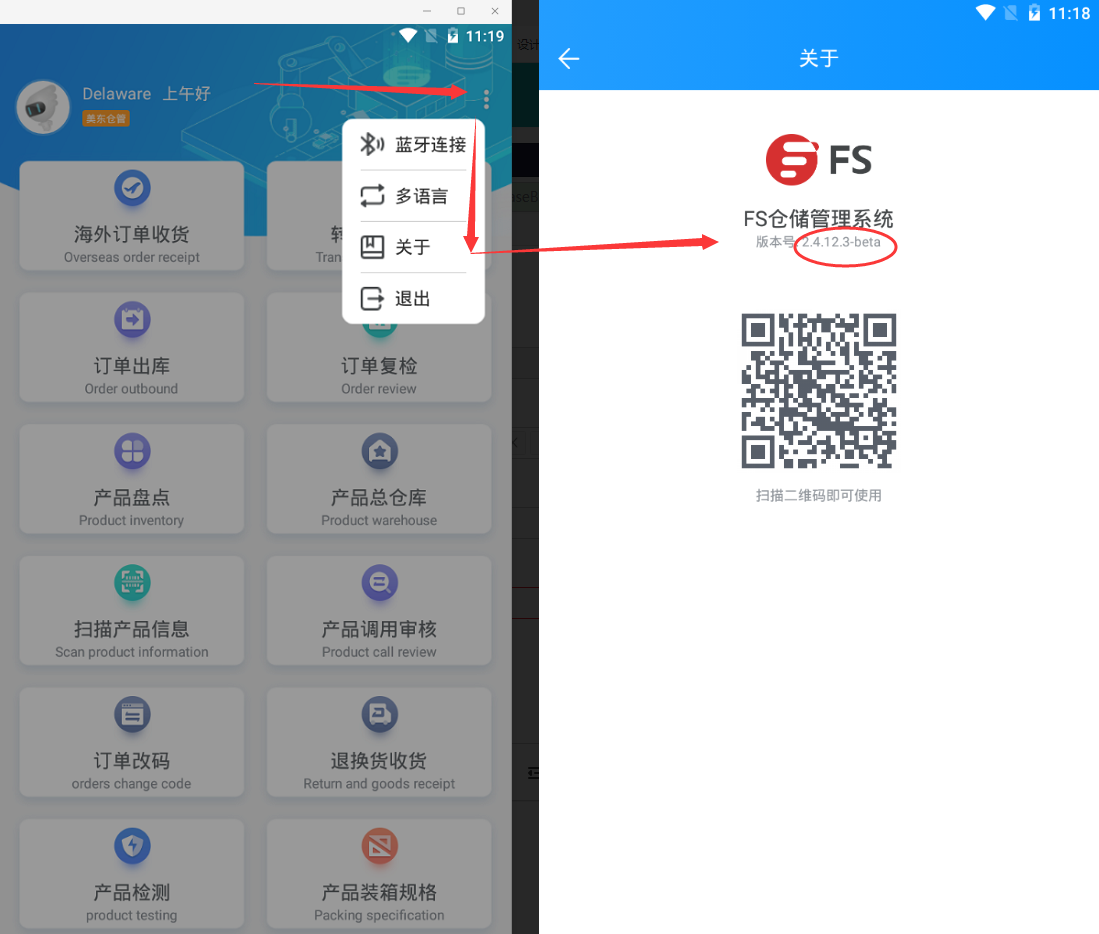 11:19
Delaware 上午好
美东仓管
蓝牙连接
多语言
关于
退出
海外订单收货
Overseas order receipt
转
Tran
订单出库
Order outbound
订单复检
Order review
产品盘点
Product inventory
产品总仓库
Product warehouse
扫描产品信息
Scan product information
产品调用审核
Product call review
订单改码
orders change code
退换货收货
Return and goods receipt
产品检测
product testing
产品装箱规格
Packing specification
设计
seB
11:18
关于
FS
FS仓储管理系统
版本号 2.4.12.3-beta
扫描二维码即可使用